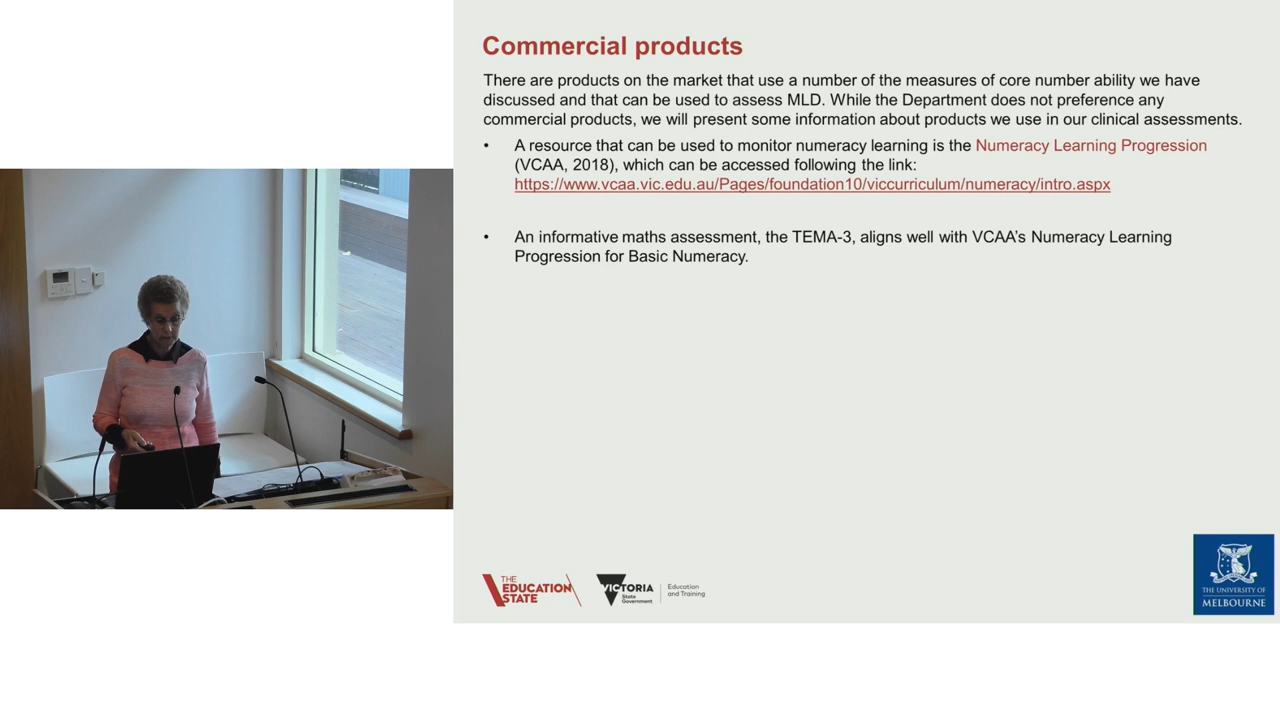 Commercial products
There are products on the market that use a number of the measures of core number ability we have
discussed and that can be used to assess MLD. While the Department does not preference any
commercial products, we will present some information about products we use in our clinical assessments.
• A resource that can be used to monitor numeracy learning is the Numeracy Learning Progression
(VCAA, 2018), which can be accessed following the link:
https://www.vcaa.vic.edu.au/Pages/foundation10/viccurriculum/numeracy/intro.aspx
• An informative maths assessment, the TEMA-3, aligns well with VCAA's Numeracy Learning
Progression for Basic Numeracy.
THE
EDUCATION
STATE
VICTORIA
State
Government
Education
and Training
THE UNIVERSITY OF
MELBOURNE